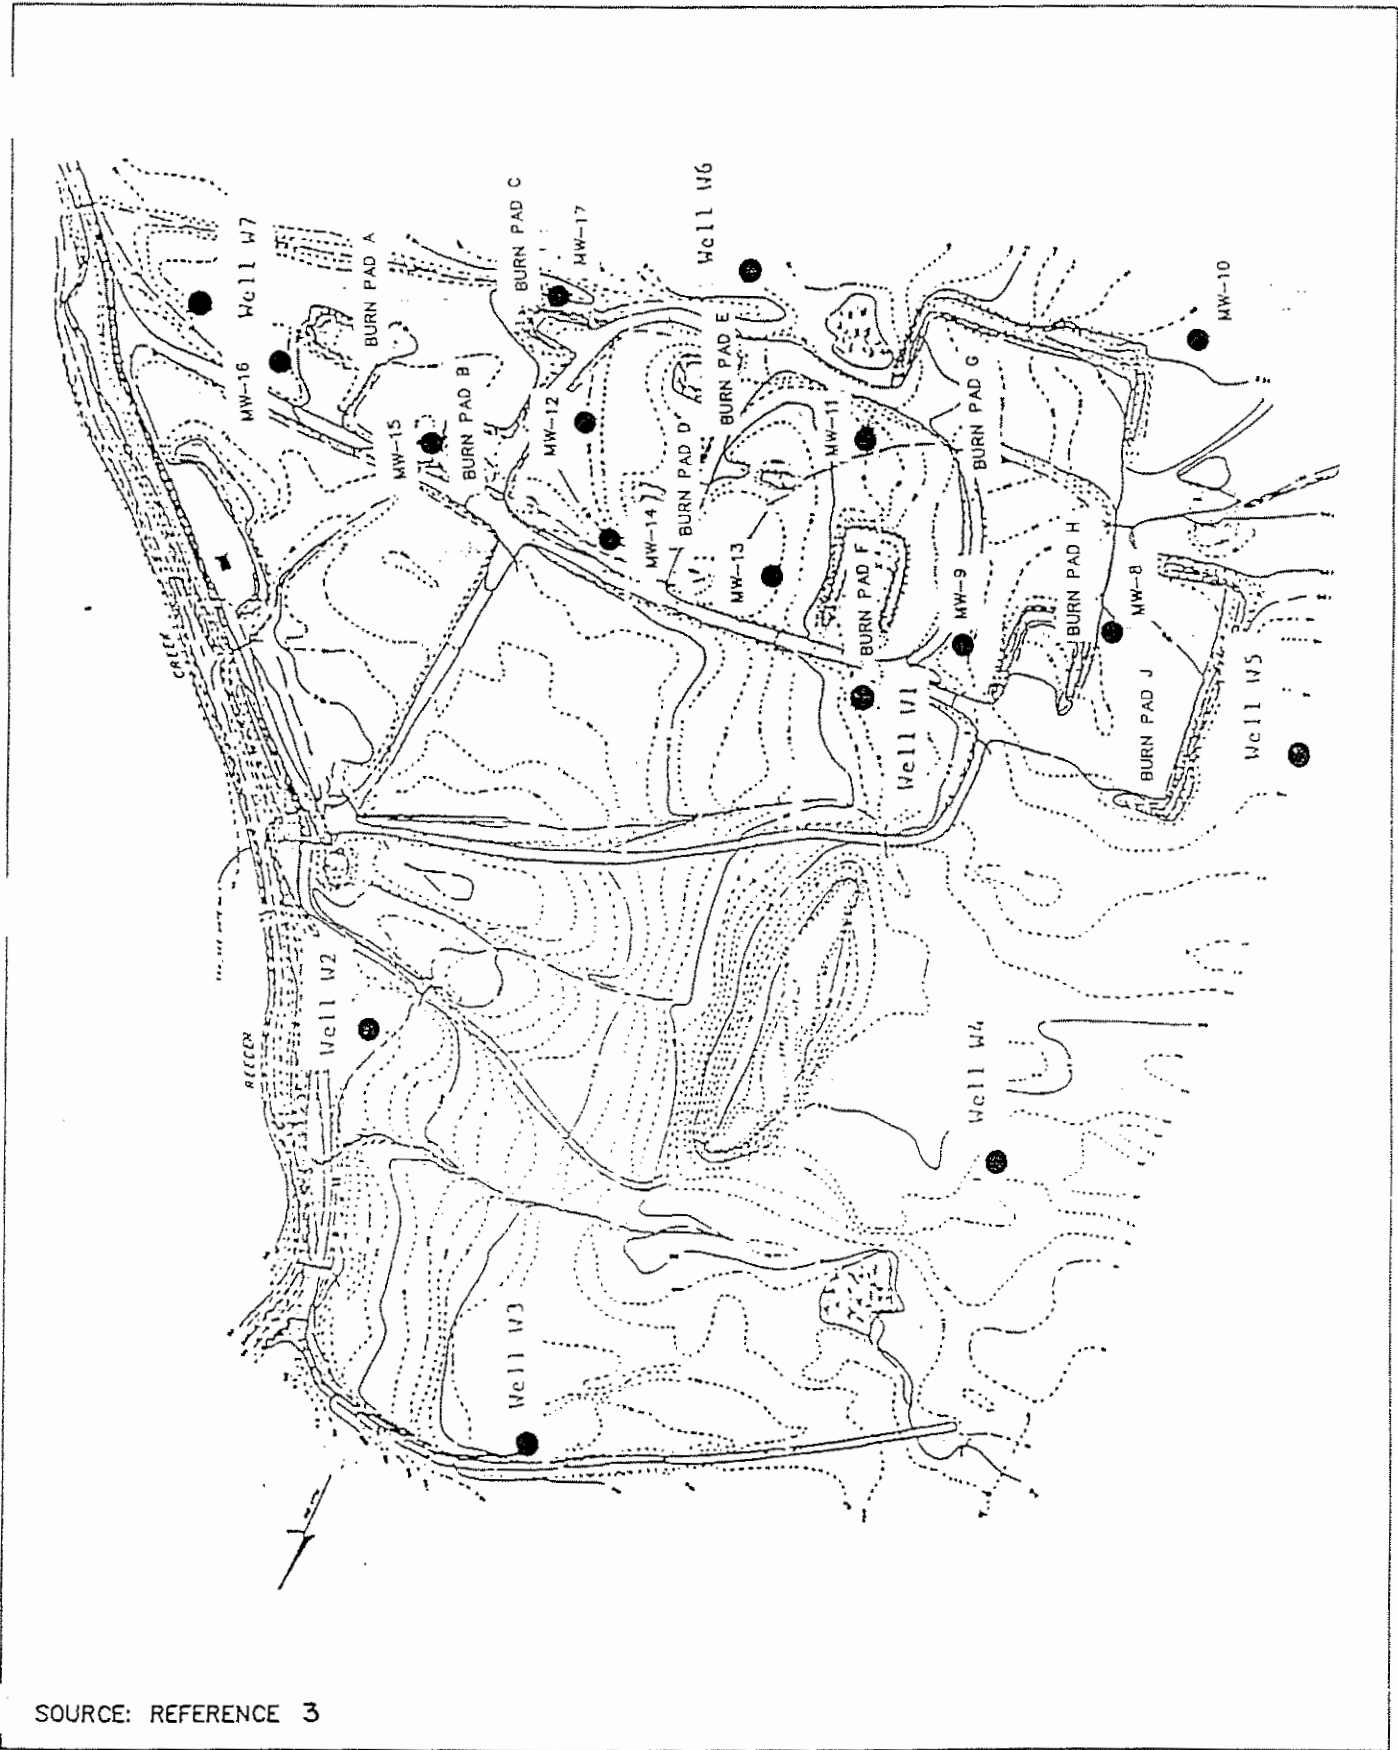 Well W7
MW-16
BURN PAD A
MW-15
BURN PAD B
BURN PAD C
MW-17
MW-12
Well W6
BURN PAD E
BURN PAD D
MW-14
MW-11
MW-13
BURN PAD F
BURN PAD G
MW-10
MW-9
BURN PAD H
MW-8
BURN PAD J
Well W5
Well W1
CREEK
REEDER
Well W2
Well W4
Well W3
SOURCE: REFERENCE 3